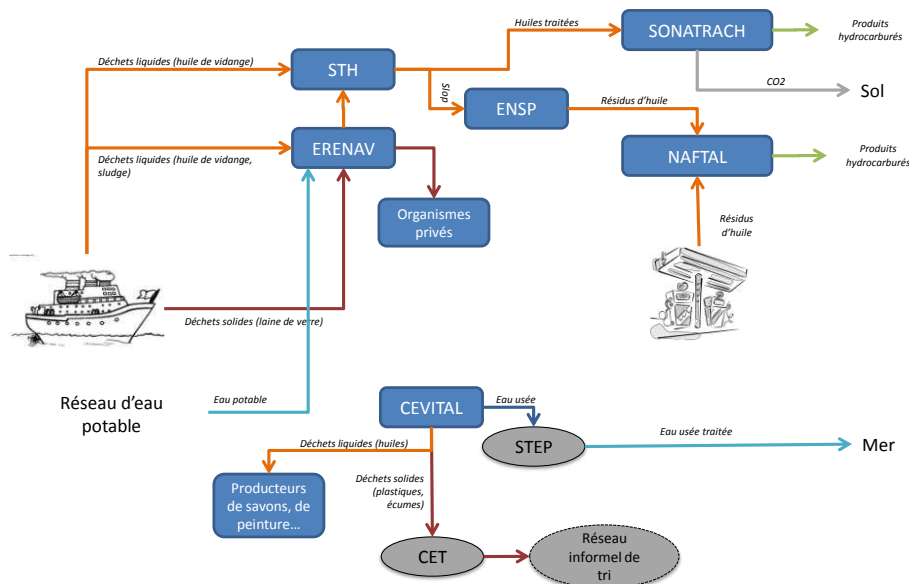 Huiles traitées
SONATRACH
Produits
hydrocarburés
Déchets liquides (huile de vidange)
STH
CO2
Sol
Slop
ENSP
Résidus d'huile
Déchets liquides (huile de vidange,
sludge)
ERENAV
NAFTAL
Produits
hydrocarburés
Organismes
privés
Résidus
d'huile
Déchets solides (laine de verre)
Réseau d'eau
potable
Eau potable
CEVITAL
Eau usée
STEP
Eau usée traitée
Mer
Déchets liquides (huiles)
Producteurs
de savons, de
peinture…
Déchets solides
(plastiques,
écumes)
CET
Réseau
informel de
tri